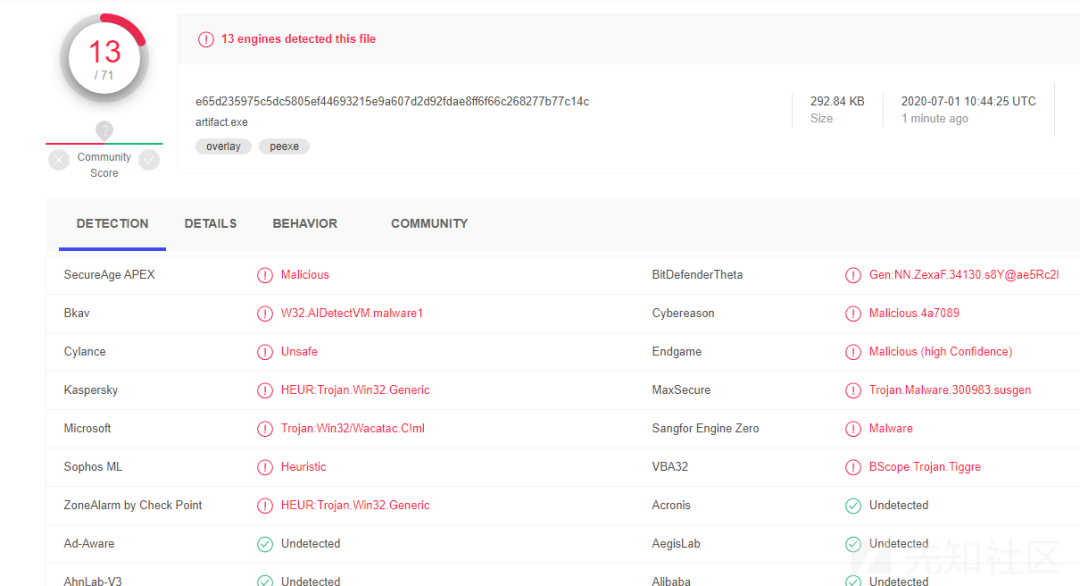 13
/ 71
?
Community
Score
13 engines detected this file
e65d235975c5dc5805ef44693215e9a607d2d92fdae8ff6f66c268277b77c14c
artifact.exe
overlay peexe
292.84 KB
Size
2020-07-01 10:44:25 UTC
1 minute ago
DETECTION DETAILS BEHAVIOR COMMUNITY
SecureAge APEX Malicious BitDefenderTheta Gen:NN.ZexaF.34130.s8Y@ae5Rc2l
Bkav W32.AIDetectVM.malware1 Cybereason Malicious.4a7089
Cylance Unsafe Endgame Malicious (high Confidence)
Kaspersky HEUR:Trojan.Win32.Generic MaxSecure Trojan.Malware.300983.susgen
Microsoft Trojan:Win32/Wacatac.C!ml Sangfor Engine Zero Malware
Sophos ML Heuristic VBA32 BScope.Trojan.Tiggre
ZoneAlarm by Check Point HEUR:Trojan.Win32.Generic Acronis Undetected
Ad-Aware Undetected AegisLab Undetected
AhnLab-V3 Undetected Alibaba Undetected
先知社区